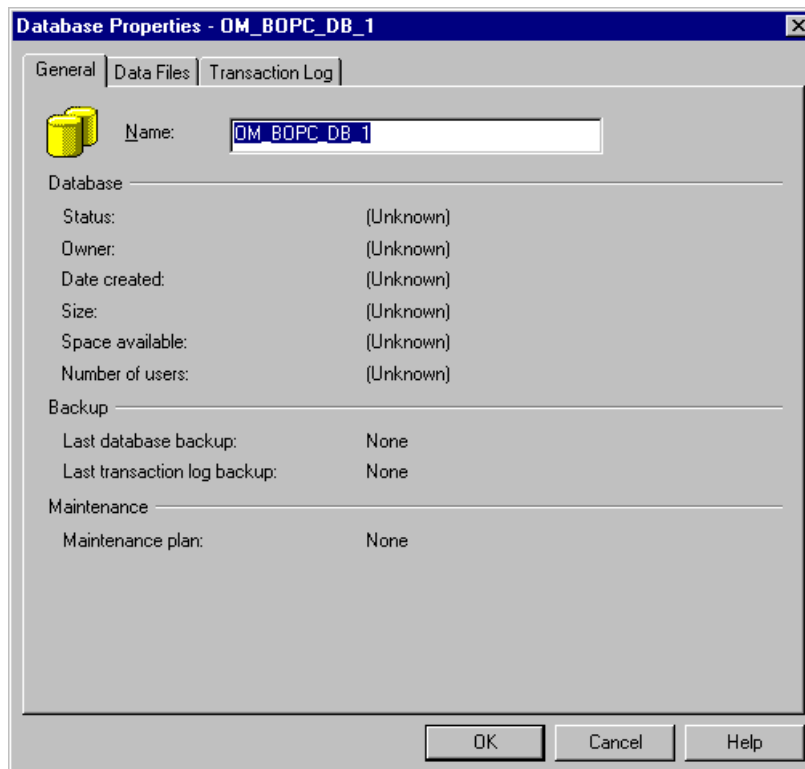 Database Properties - OM_BOPC_DB_1
General Data Files Transaction Log
Name: OM_BOPC_DB_1
Database
Status: (Unknown)
Owner: (Unknown)
Date created: (Unknown)
Size: (Unknown)
Space available: (Unknown)
Number of users: (Unknown)
Backup
Last database backup: None
Last transaction log backup: None
Maintenance
Maintenance plan: None
OK Cancel Help